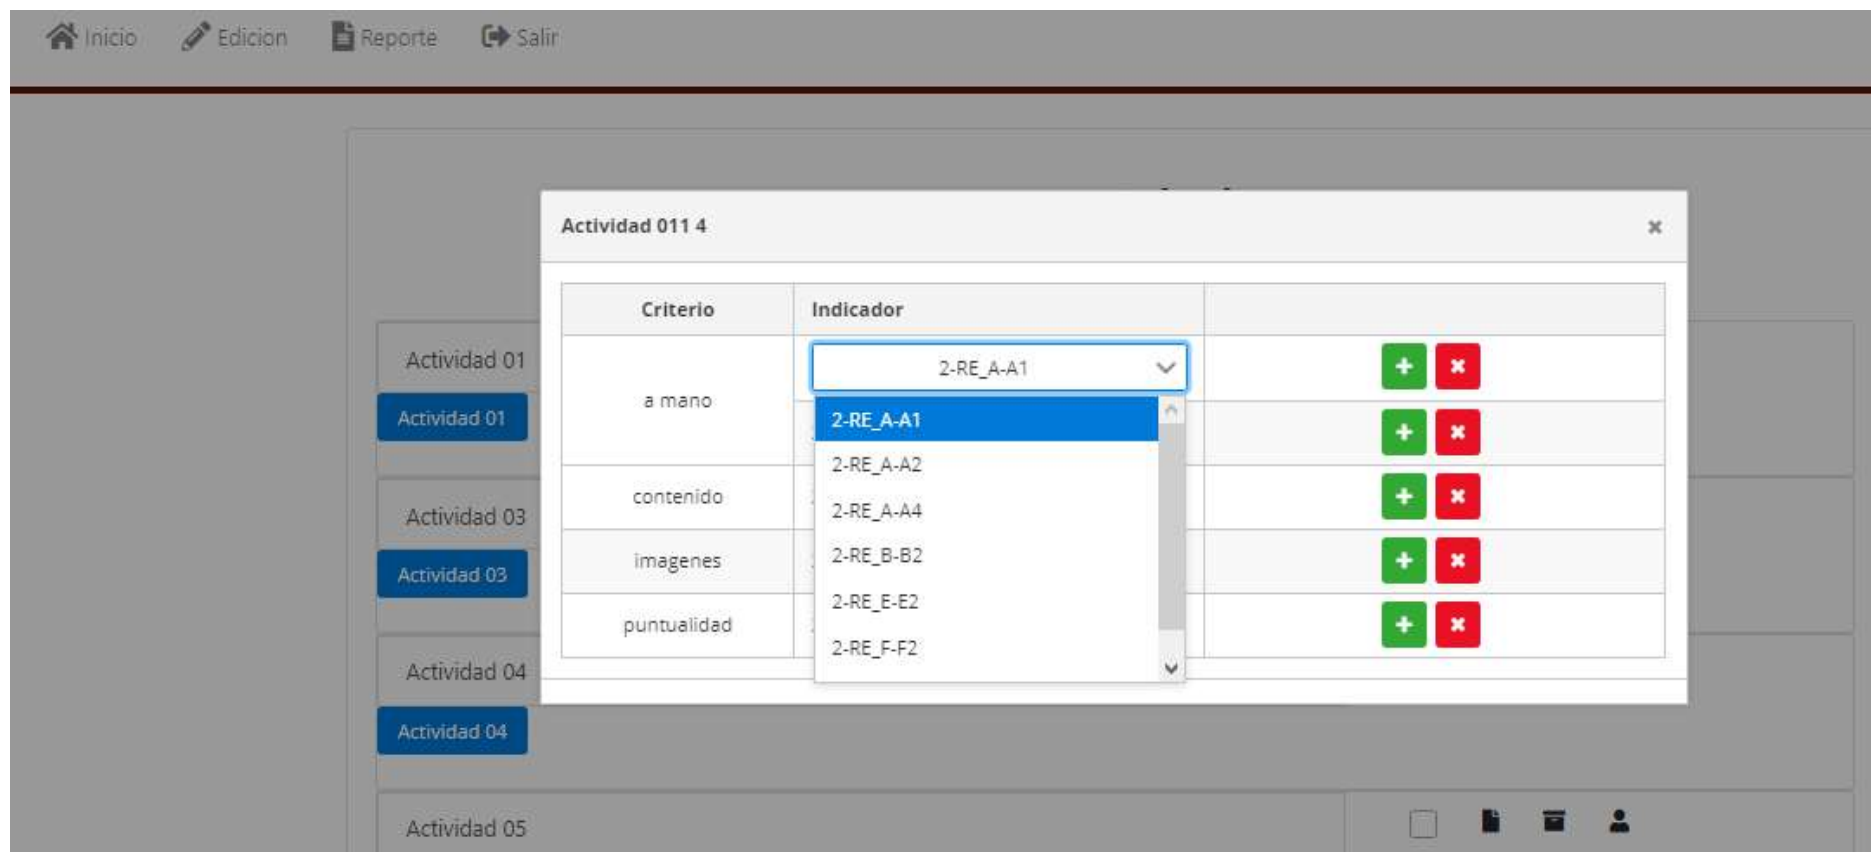 Inicio Edicion Reporte Salir
Actividad 011 4
Criterio Indicador
a mano
2-RE_A-A1
2-RE_A-A1
2-RE_A-A2
2-RE_A-A4
2-RE_B-B2
2-RE_E-E2
2-RE_F-F2
contenido
imagenes
puntualidad
Actividad 01
Actividad 01
Actividad 03
Actividad 03
Actividad 04
Actividad 04
Actividad 05